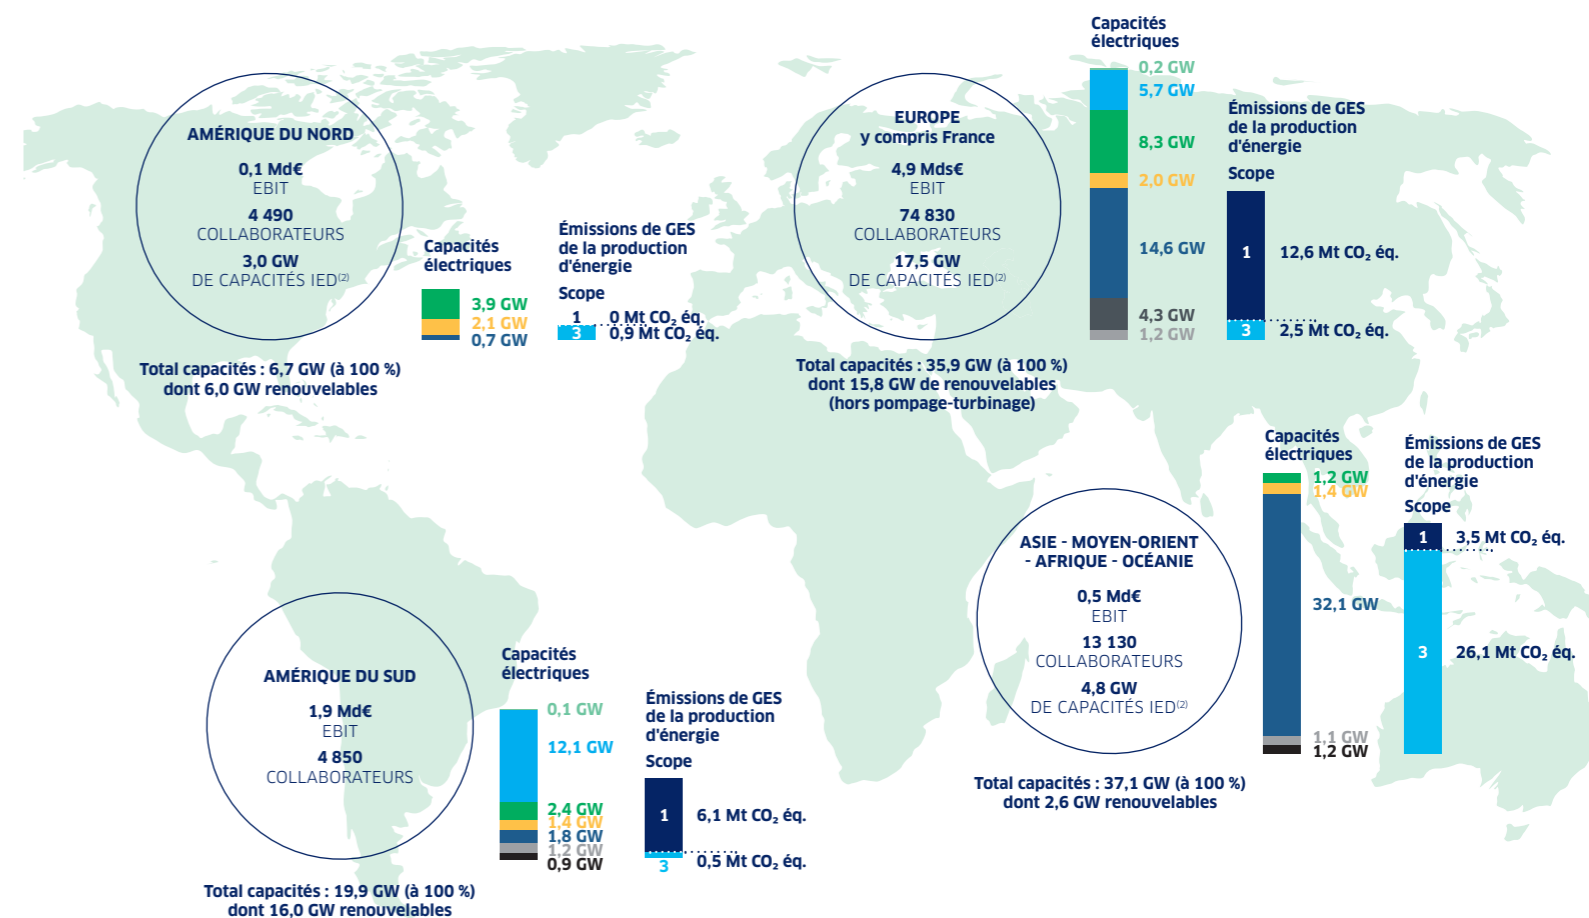 AMÉRIQUE DU NORD
0,1 Md€
EBIT
4 490
COLLABORATEURS
3,0 GW
DE CAPACITÉS IED(2)
Capacités
électriques
3,9 GW
2,1 GW
0,7 GW
Émissions de GES
de la production
d'énergie
Scope
1 0 Mt CO₂ éq.
3 0,9 Mt CO₂ éq.
Total capacités : 6,7 GW (à 100 %)
dont 6,0 GW renouvelables
EUROPE
y compris France
4,9 Mds€
EBIT
74 830
COLLABORATEURS
17,5 GW
DE CAPACITÉS IED(2)
Capacités
électriques
0,2 GW
5,7 GW
8,3 GW
2,0 GW
14,6 GW
4,3 GW
1,2 GW
Émissions de GES
de la production
d'énergie
Scope
1 12,6 Mt CO₂ éq.
3 2,5 Mt CO₂ éq.
Total capacités : 35,9 GW (à 100 %)
dont 15,8 GW de renouvelables
(hors pompage-turbinage)
AMÉRIQUE DU SUD
1,9 Md€
EBIT
4 850
COLLABORATEURS
Capacités
électriques
0,1 GW
12,1 GW
2,4 GW
1,4 GW
1,8 GW
1,2 GW
0,9 GW
Émissions de GES
de la production
d'énergie
Scope
1 6,1 Mt CO₂ éq.
3 0,5 Mt CO₂ éq.
Total capacités : 19,9 GW (à 100 %)
dont 16,0 GW renouvelables
ASIE - MOYEN-ORIENT
- AFRIQUE - OCÉANIE
0,5 Md€
EBIT
13 130
COLLABORATEURS
4,8 GW
DE CAPACITÉS IED(2)
Capacités
électriques
1,2 GW
1,4 GW
32,1 GW
1,1 GW
1,2 GW
Émissions de GES
de la production
d'énergie
Scope
1 3,5 Mt CO₂ éq.
3 26,1 Mt CO₂ éq.
Total capacités : 37,1 GW (à 100 %)
dont 2,6 GW renouvelables